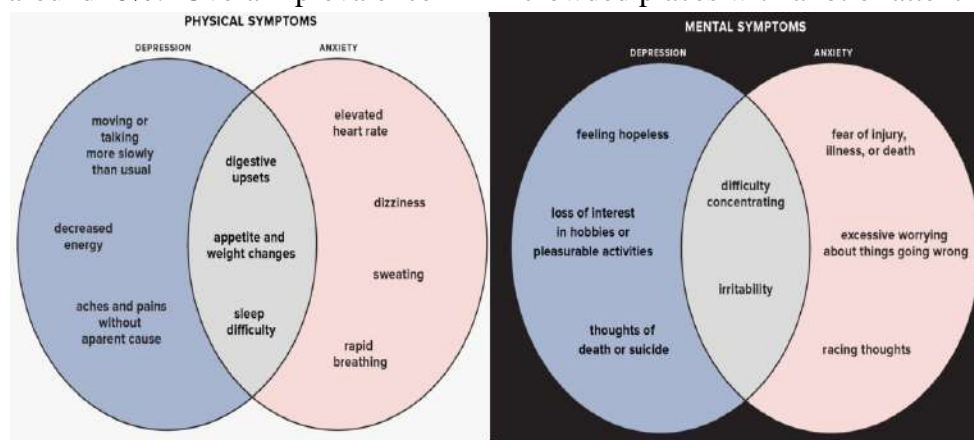 PHYSICAL SYMPTOMS
DEPRESSION
ANXIETY
moving or
talking
more slowly
than usual
decreased
energy
aches and pains
without
apparent cause
digestive
upsets
appetite and
weight changes
sleep
difficulty
elevated
heart rate
dizziness
sweating
rapid
breathing
MENTAL SYMPTOMS
DEPRESSION
ANXIETY
feeling hopeless
loss of interest
in hobbies or
pleasurable activities
thoughts of
death or suicide
difficulty
concentrating
irritability
fear of injury,
illness, or death
excessive worrying
about things going wrong
racing thoughts